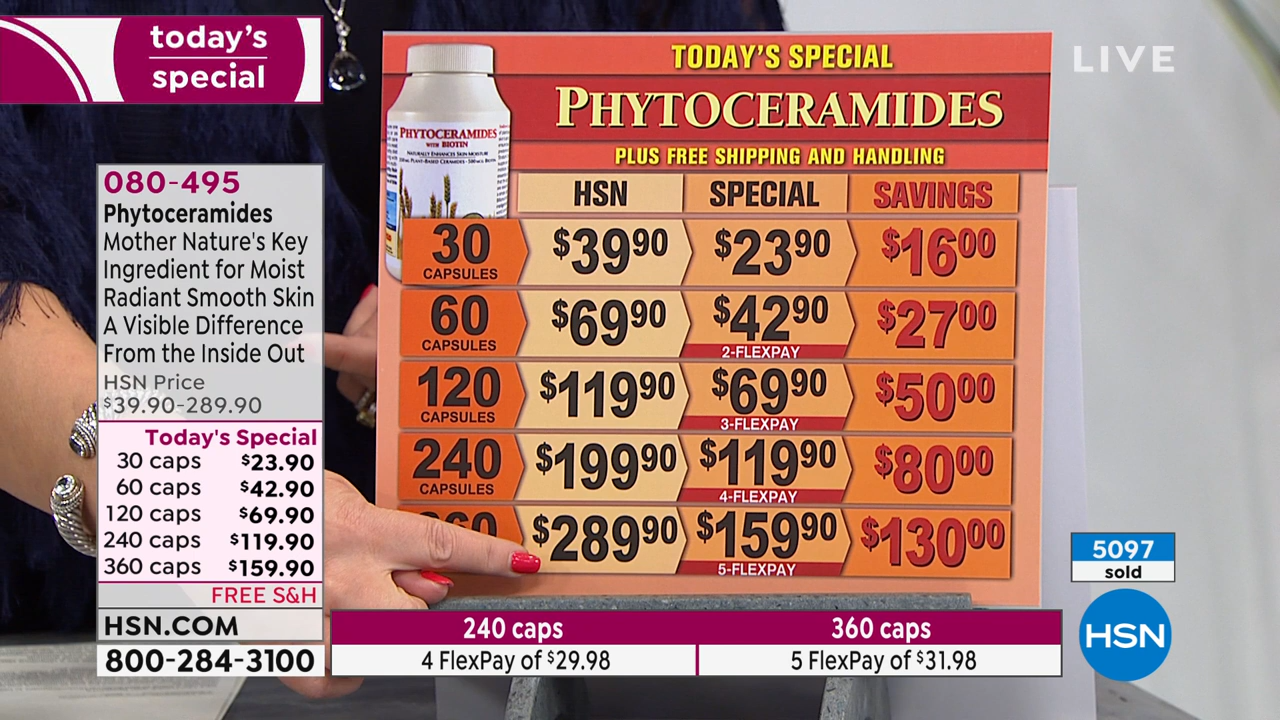 today's
special
LIVE
080-495
Phytoceramides
Mother Nature's Key
Ingredient for Moist
Radiant Smooth Skin
A Visible Difference
From the Inside Out
HSN Price
$39.90-289.90
Today's Special
30 caps $23.90
60 caps $42.90
120 caps $69.90
240 caps $119.90
360 caps $159.90
FREE S&H
HSN.COM
800-284-3100
TODAY'S SPECIAL
PHYTOCERAMIDES
PLUS FREE SHIPPING AND HANDLING
PHYTOCERAMIDES
WITH BIOTIN
NATURALLY ENHANCES SKIN MOISTURE
HSN SPECIAL SAVINGS
30 CAPSULES $39.90 $23.90 $16.00
60 CAPSULES $69.90 $42.90 $27.00
2-FLEXPAY
120 CAPSULES $119.90 $69.90 $50.00
3-FLEXPAY
240 CAPSULES $199.90 $119.90 $80.00
4-FLEXPAY
$289.90 $159.90 $130.00
5-FLEXPAY
5097
sold
HSN
240 caps 360 caps
4 FlexPay of $29.98 5 FlexPay of $31.98